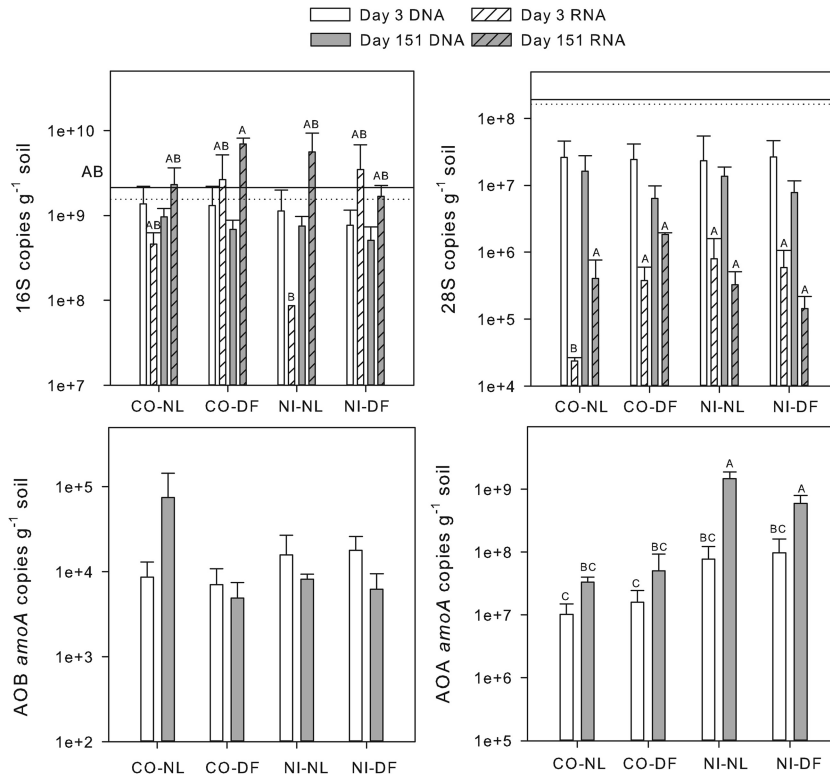 Day 3 DNA Day 3 RNA
Day 151 DNA Day 151 RNA
16S copies g⁻¹ soil
1e+10
1e+9
1e+8
1e+7
AB
AB AB AB A AB AB AB
B
CO-NL CO-DF NI-NL NI-DF
28S copies g⁻¹ soil
1e+8
1e+7
1e+6
1e+5
1e+4
B A A A A A A A
CO-NL CO-DF NI-NL NI-DF
AOB amoA copies g⁻¹ soil
1e+5
1e+4
1e+3
1e+2
CO-NL CO-DF NI-NL NI-DF
AOA amoA copies g⁻¹ soil
1e+9
1e+8
1e+7
1e+6
1e+5
C BC C BC BC A BC A
CO-NL CO-DF NI-NL NI-DF